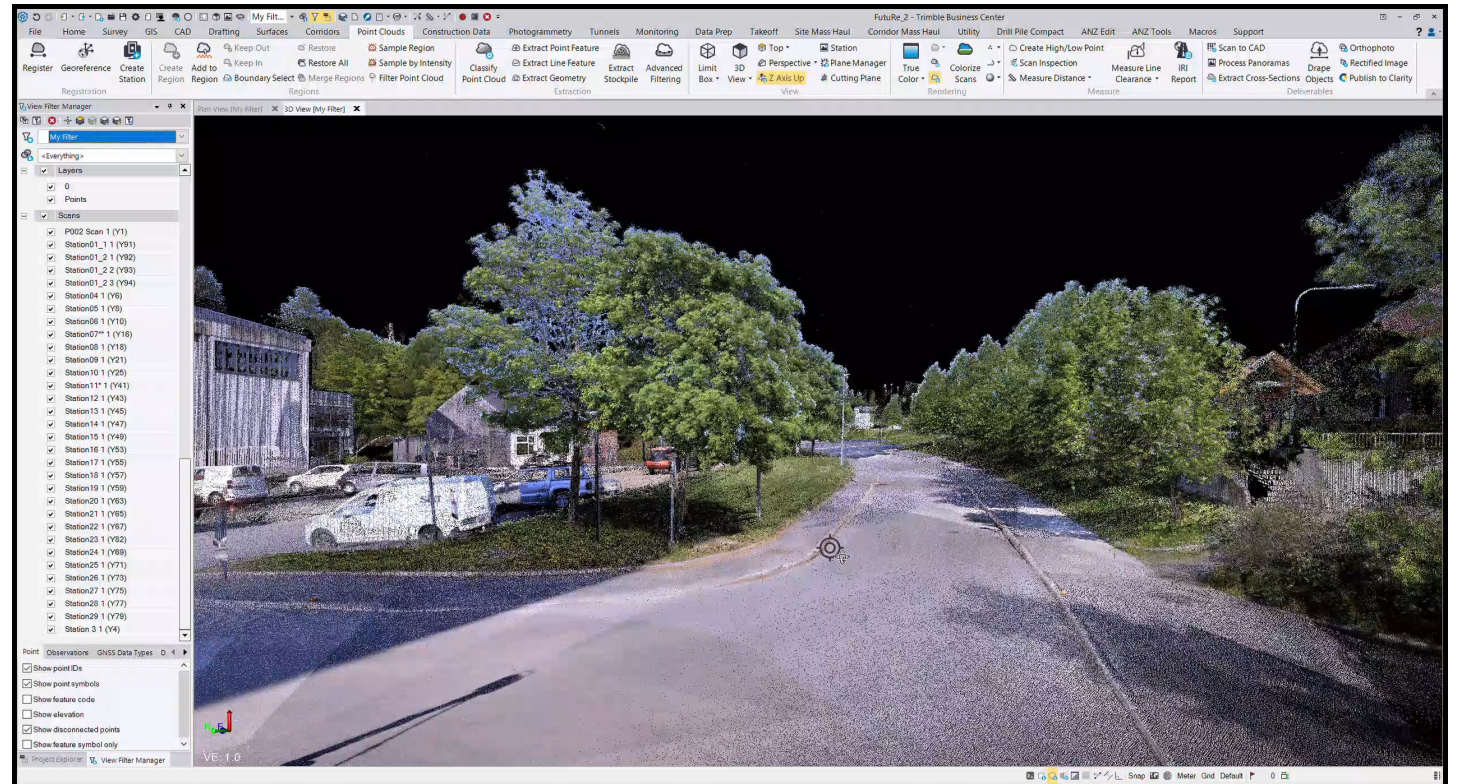 My Filt...
FutuRe_2 - Trimble Business Center
File Home Survey GIS CAD Drafting Surfaces Corridors Point Clouds Construction Data Photogrammetry Tunnels Monitoring Data Prep Takeoff Site Mass Haul Corridor Mass Haul Utility Drill Pile Compact ANZ Edit ANZ Tools Macros Support
Keep Out Restore Sample Region Extract Point Feature Top Station Create High/Low Point Scan to CAD Orthophoto
Register Georeference Create Station Create Region Add to Region Keep In Restore All Sample by Intensity Classify Point Cloud Extract Line Feature Extract Stockpile Advanced Filtering Limit Box 3D View Perspective Plane Manager True Color Colorize Scans Scan Inspection Measure Line Clearance IRI Report Process Panoramas Drape Objects Rectified Image
Boundary Select Merge Regions Filter Point Cloud Extract Geometry Z Axis Up Cutting Plane Measure Distance Extract Cross-Sections Publish to Clarity
Registration Regions Extraction View Rendering Measure Deliverables
View Filter Manager
Plan View [My Filter] 3D View [My Filter]
My Filter
<Everything>
Layers
0
Points
Scans
P002 Scan 1 (Y1)
Station01_1 1 (Y91)
Station01_2 1 (Y92)
Station01_2 2 (Y93)
Station01_2 3 (Y94)
Station04 1 (Y6)
Station05 1 (Y8)
Station06 1 (Y10)
Station07** 1 (Y16)
Station08 1 (Y18)
Station09 1 (Y21)
Station10 1 (Y25)
Station11* 1 (Y41)
Station12 1 (Y43)
Station13 1 (Y45)
Station14 1 (Y47)
Station15 1 (Y49)
Station16 1 (Y53)
Station17 1 (Y55)
Station18 1 (Y57)
Station19 1 (Y59)
Station20 1 (Y63)
Station21 1 (Y65)
Station22 1 (Y67)
Station23 1 (Y82)
Station24 1 (Y69)
Station25 1 (Y71)
Station26 1 (Y73)
Station27 1 (Y75)
Station28 1 (Y77)
Station29 1 (Y79)
Station 3 1 (Y4)
Point Observations GNSS Data Types D
Show point IDs
Show point symbols
Show feature code
Show elevation
Show disconnected points
Show feature symbol only
Project Explorer View Filter Manager
VE: 1.0
Snap Meter Grid Default 0